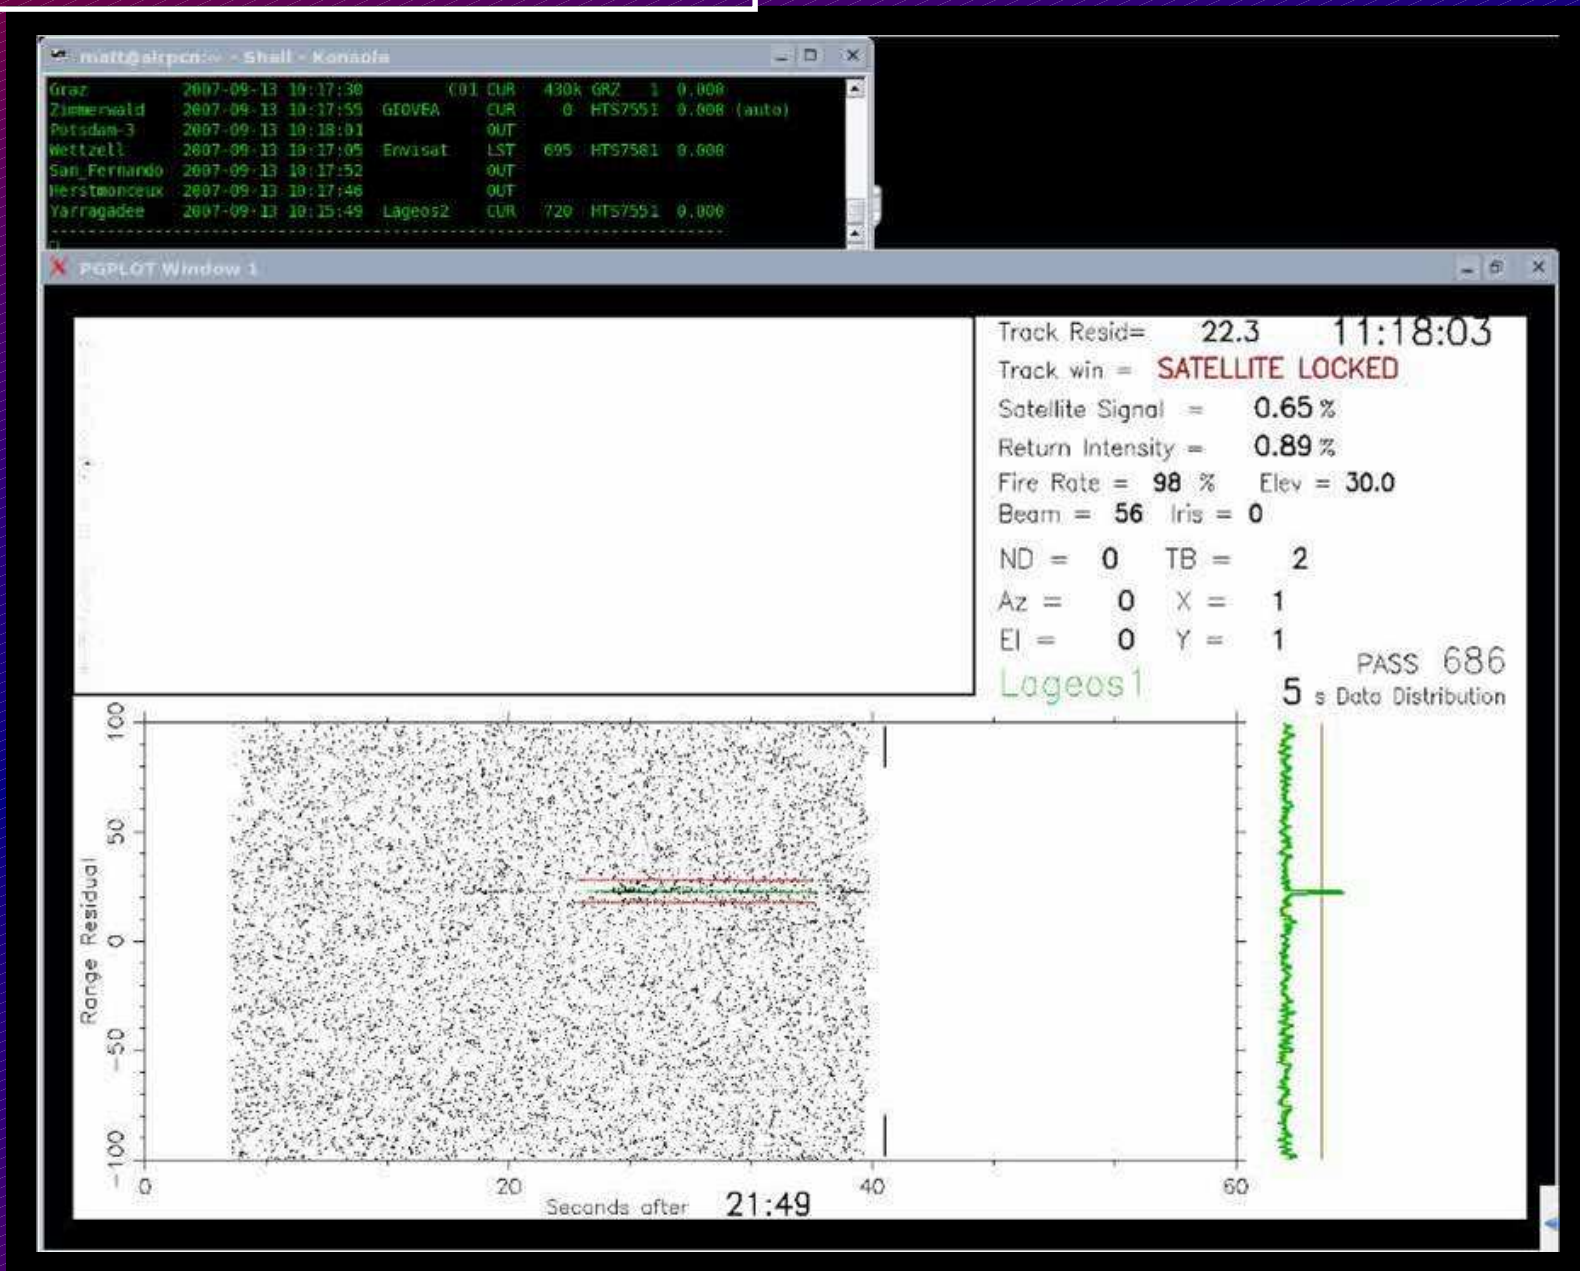 matt@slrpcn:~ - Shell - Konsole
Graz 2007-09-13 10:17:30 C01 CUR 430k GRZ 1 0.000
Zimmerwald 2007-09-13 10:17:55 GIOVEA CUR 0 HTS7551 0.000 (auto)
Potsdam-3 2007-09-13 10:18:01 OUT
Wettzell 2007-09-13 10:17:05 Envisat LST 695 HTS7581 0.000
San_Fernando 2007-09-13 10:17:52 OUT
Herstmonceux 2007-09-13 10:17:46 OUT
Yarragadee 2007-09-13 10:15:49 Lageos2 CUR 720 HTS7551 0.000
PGPLOT Window 1
Track Resid= 22.3 11:18:03
Track win = SATELLITE LOCKED
Satellite Signal = 0.65 %
Return Intensity = 0.89 %
Fire Rate = 98 % Elev = 30.0
Beam = 56 Iris = 0
ND = 0 TB = 2
Az = 0 X = 1
El = 0 Y = 1
PASS 686
Lageos1
5 s Data Distribution
100
50
0
-50
-100
Range Residual
0 20 40 60
Seconds after 21:49